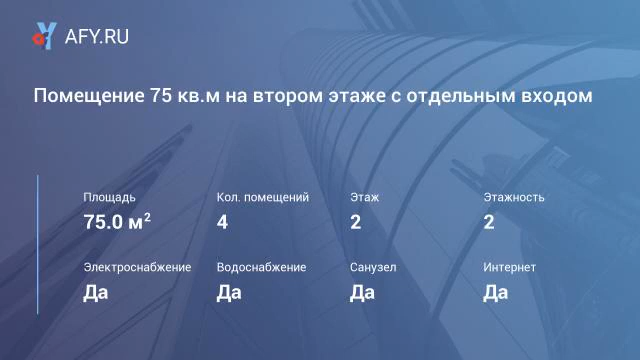 AFY.RU
Помещение 75 кв.м на втором этаже с отдельным входом
Площадь Кол. помещений Этаж Этажность
75.0 м² 4 2 2
Электроснабжение Водоснабжение Санузел Интернет
Да Да Да Да